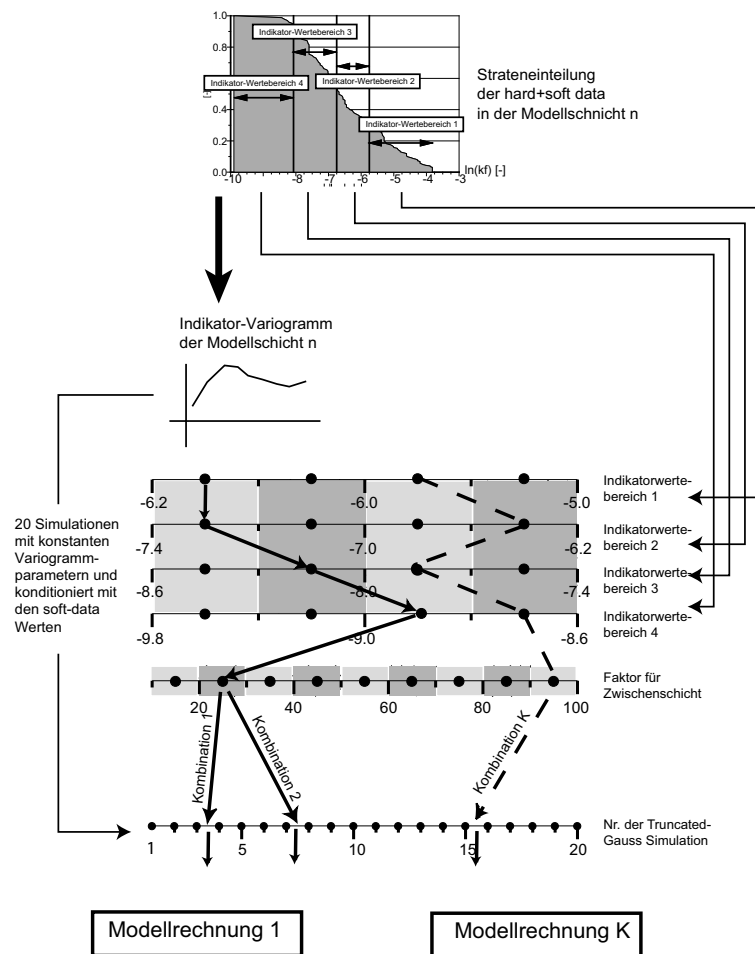 1.0
Indikator-Wertebereich 3
0.8
Indikator-Wertebereich 4
Indikator-Wertebereich 2
0.4
Indikator-Wertebereich 1
0.2
0.0
-10 -9 -8 -7 -6 -5 -4 -3
ln(kf) [-]
Strateneinteilung
der hard+soft data
in der Modellschnicht n
Indikator-Variogramm
der Modellschicht n
20 Simulationen
mit konstanten
Variogramm-
parametern und
konditioniert mit
den soft-data
Werten
-6.2 -6.0 -5.0
Indikatorwerte-
bereich 1
-7.4 -7.0 -6.2
Indikatorwerte-
bereich 2
-8.6 -8.0 -7.4
Indikatorwerte-
bereich 3
-9.8 -9.0 -8.6
Indikatorwerte-
bereich 4
20 40 60 80 100
Faktor für
Zwischenschicht
Kombination 1
Kombination 2
Kombination K
1 5 10 15 20
Nr. der Truncated-
Gauss Simulation
Modellrechnung 1
Modellrechnung K